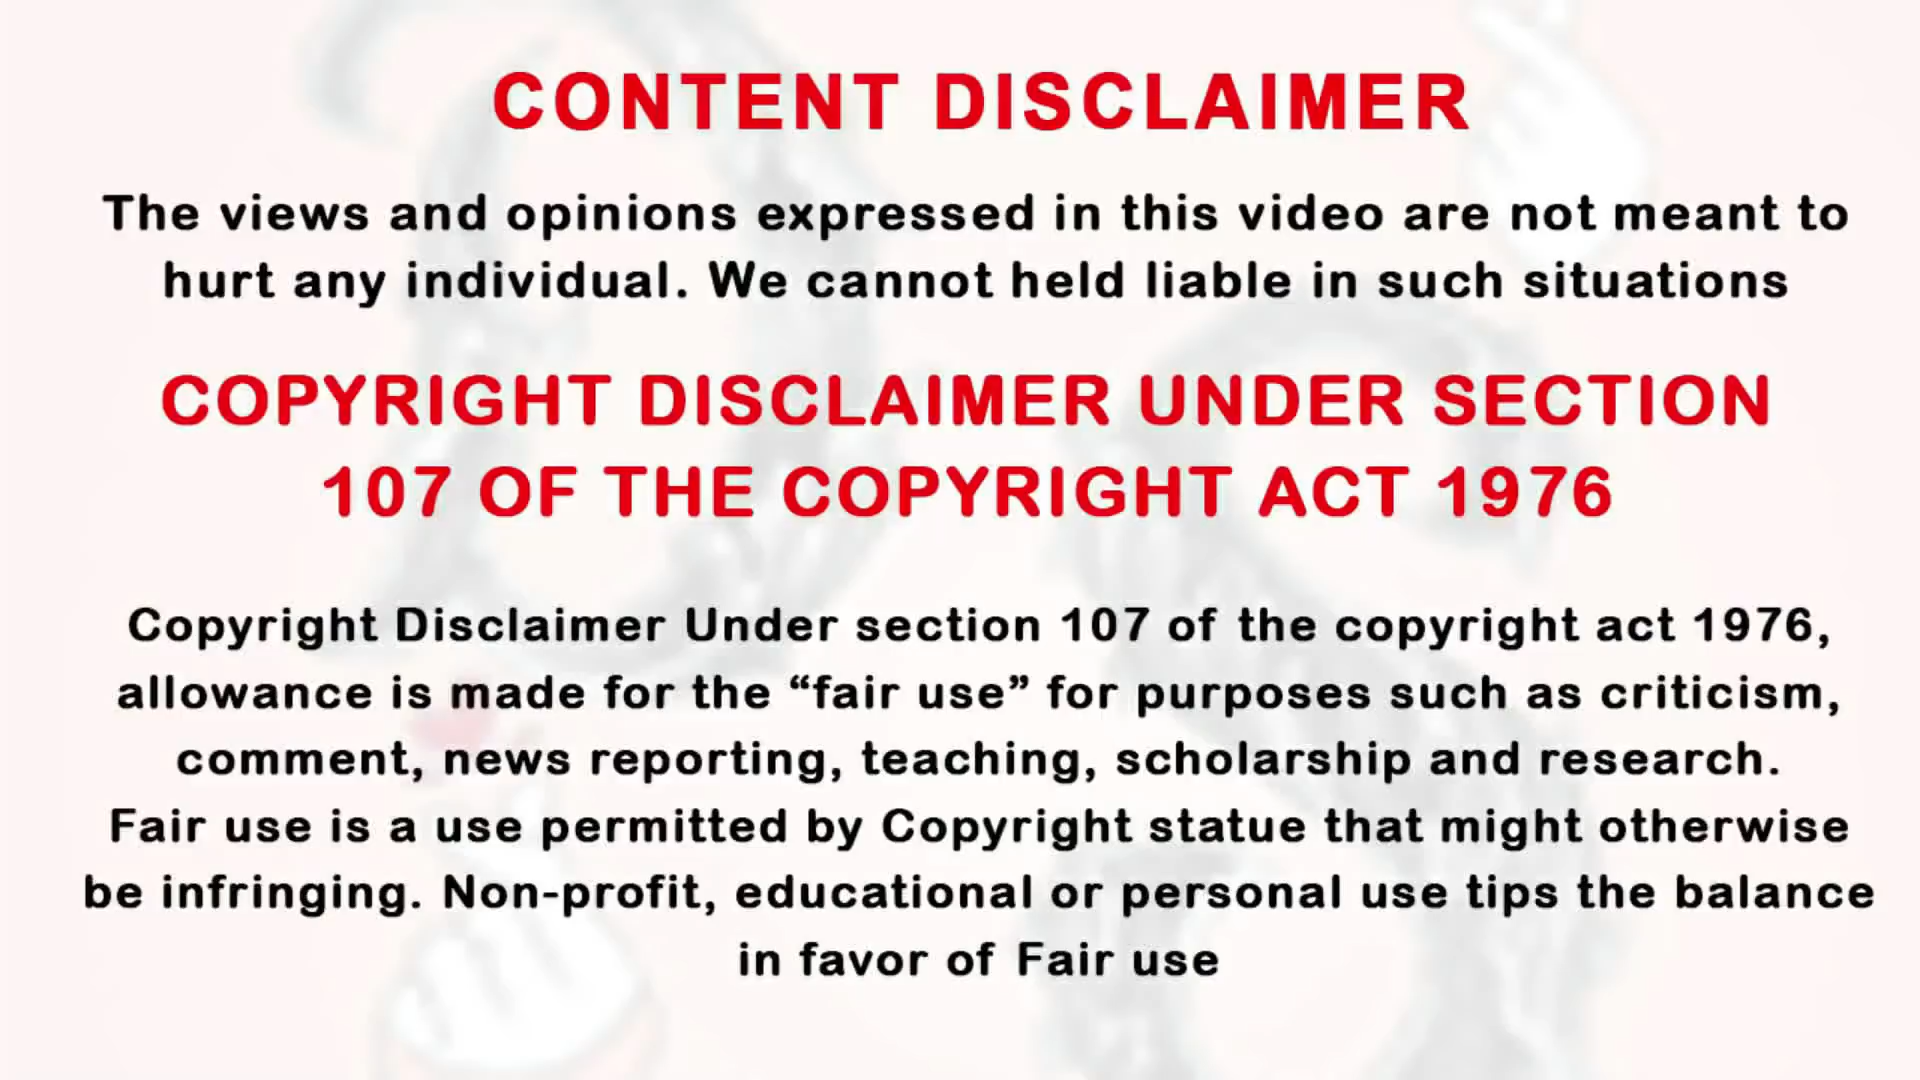 CONTENT DISCLAIMER
The views and opinions expressed in this video are not meant to
hurt any individual. We cannot held liable in such situations
COPYRIGHT DISCLAIMER UNDER SECTION
107 OF THE COPYRIGHT ACT 1976
Copyright Disclaimer Under section 107 of the copyright act 1976,
allowance is made for the “fair use” for purposes such as criticism,
comment, news reporting, teaching, scholarship and research.
Fair use is a use permitted by Copyright statue that might otherwise
be infringing. Non-profit, educational or personal use tips the balance
in favor of Fair use